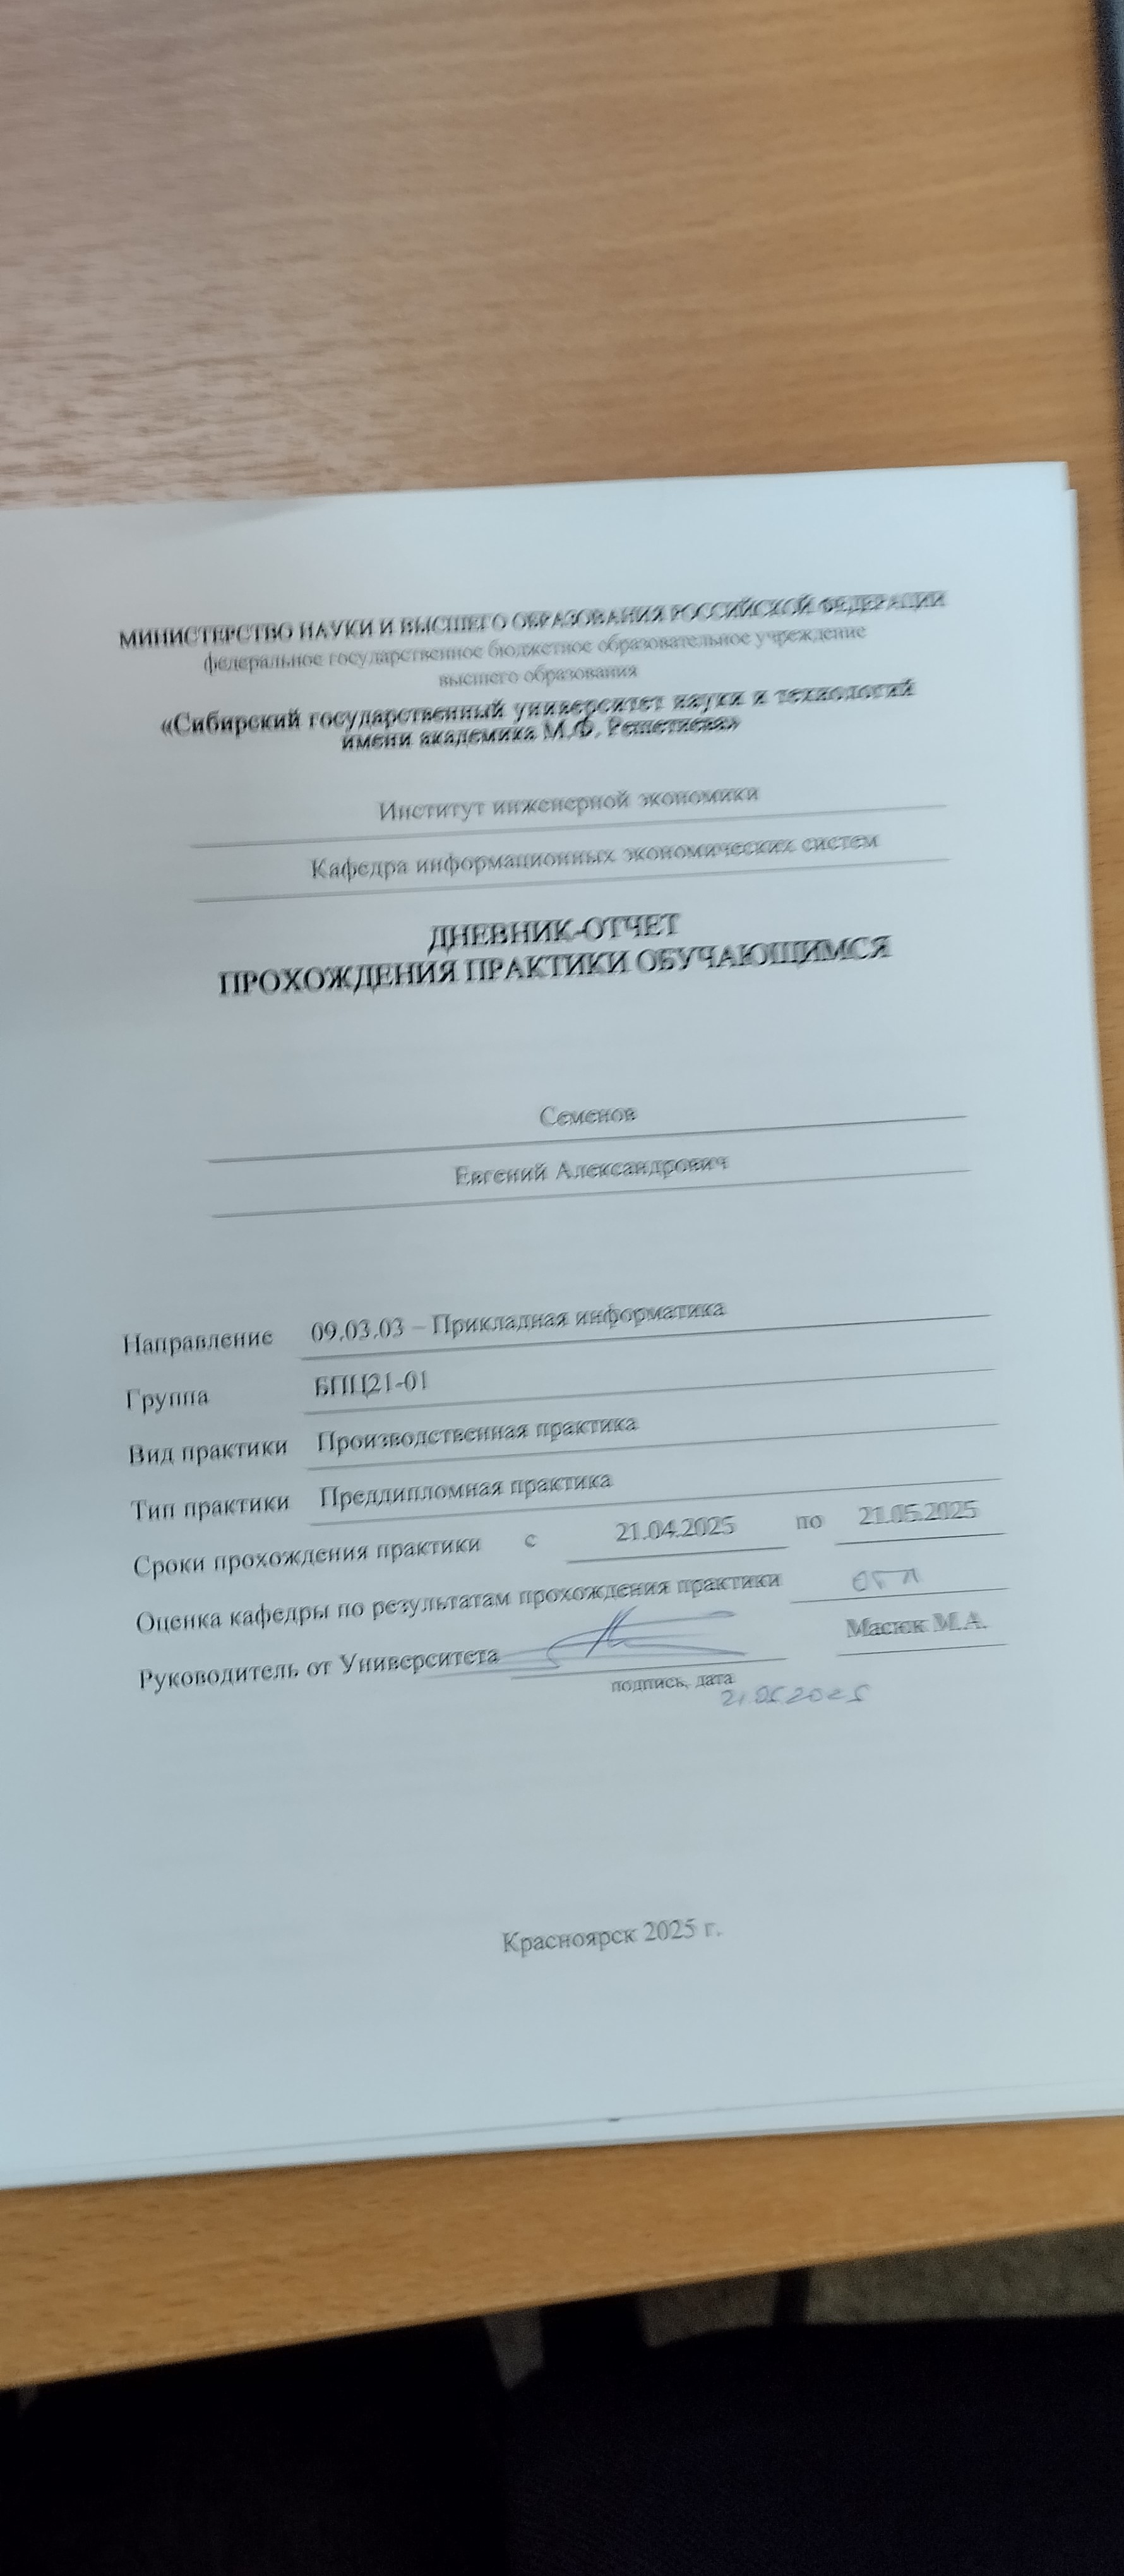 МИНИСТЕРСТВО НАУКИ И ВЫСШЕГО ОБРАЗОВАНИЯ РОССИЙСКОЙ ФЕДЕРАЦИИ
федеральное государственное бюджетное образовательное учреждение
высшего образования
«Сибирский государственный университет науки и технологий
имени академика М.Ф. Решетнева»
Институт инженерной экономики
Кафедра информационных экономических систем
ДНЕВНИК-ОТЧЕТ
ПРОХОЖДЕНИЯ ПРАКТИКИ ОБУЧАЮЩИМСЯ
Семенов
Евгений Александрович
Направление 09.03.03 – Прикладная информатика
Группа БПЦ21-01
Вид практики Производственная практика
Тип практики Преддипломная практика
Сроки прохождения практики с 21.04.2025 по 21.05.2025
Оценка кафедры по результатам прохождения практики
Руководитель от Университета Масюк М.А.
подпись, дата
21.05.2025
Красноярск 2025 г.